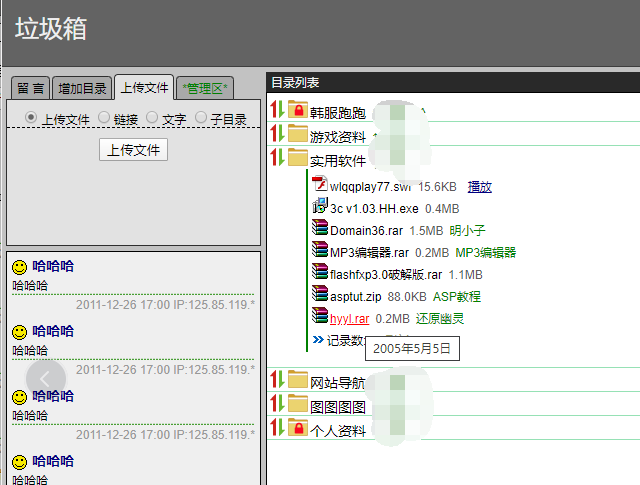 垃圾箱
留 言 增加目录 上传文件 *管理区*
上传文件 链接 文字 子目录
上传文件
哈哈哈
哈哈哈
2011-12-26 17:00 IP:125.85.119.*
哈哈哈
哈哈哈
2011-12-26 17:00 IP:125.85.119.*
哈哈哈
哈哈哈
2011-12-26 17:00 IP:125.85.119.*
哈哈哈
目录列表
韩服跑跑
游戏资料
实用软件
wlqqplay77.swf 15.6KB 播放
3c v1.03.HH.exe 0.4MB
Domain36.rar 1.5MB 明小子
MP3编辑器.rar 0.2MB MP3编辑器
flashfxp3.0破解版.rar 1.1MB
asptut.zip 88.0KB ASP教程
hyyl.rar 0.2MB 还原幽灵
记录数
2005年5月5日
网站导航
图图图图
个人资料